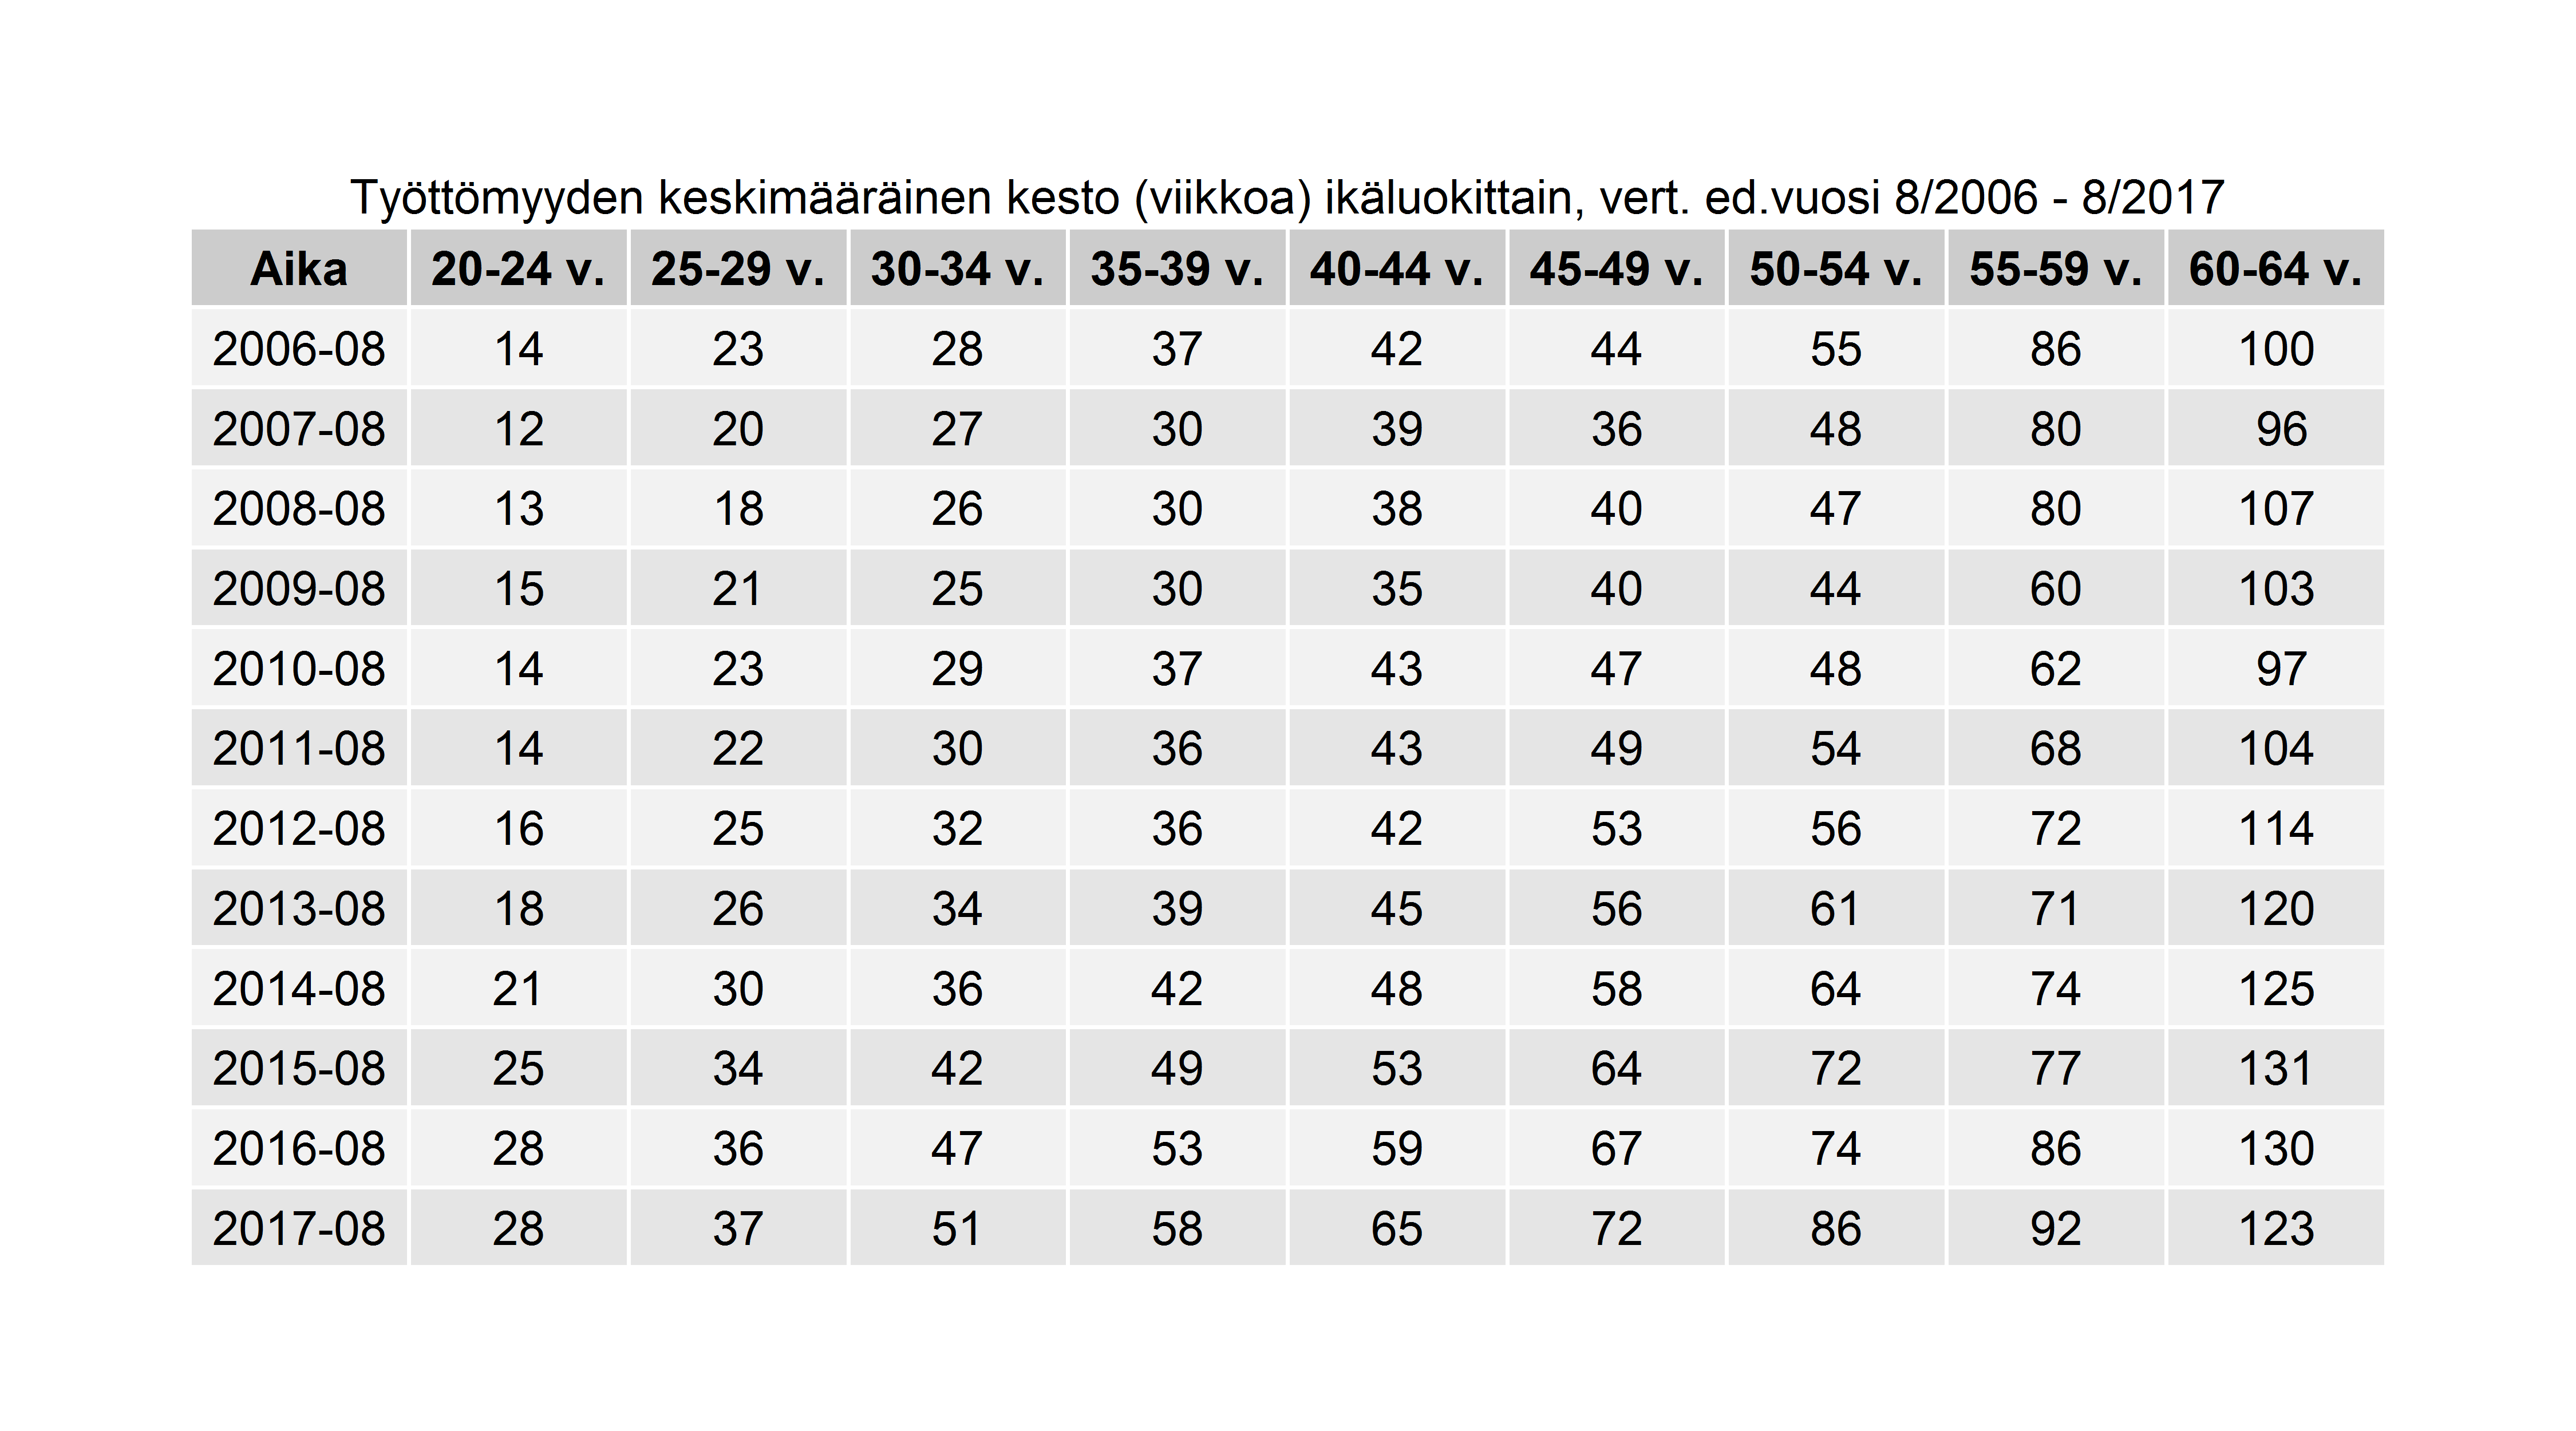 Työttömyyden keskimääräinen kesto (viikkoa) ikäluokittain, vert. ed.vuosi 8/2006 - 8/2017
Aika 20-24 v. 25-29 v. 30-34 v. 35-39 v. 40-44 v. 45-49 v. 50-54 v. 55-59 v. 60-64 v.
2006-08 14 23 28 37 42 44 55 86 100
2007-08 12 20 27 30 39 36 48 80 96
2008-08 13 18 26 30 38 40 47 80 107
2009-08 15 21 25 30 35 40 44 60 103
2010-08 14 23 29 37 43 47 48 62 97
2011-08 14 22 30 36 43 49 54 68 104
2012-08 16 25 32 36 42 53 56 72 114
2013-08 18 26 34 39 45 56 61 71 120
2014-08 21 30 36 42 48 58 64 74 125
2015-08 25 34 42 49 53 64 72 77 131
2016-08 28 36 47 53 59 67 74 86 130
2017-08 28 37 51 58 65 72 86 92 123